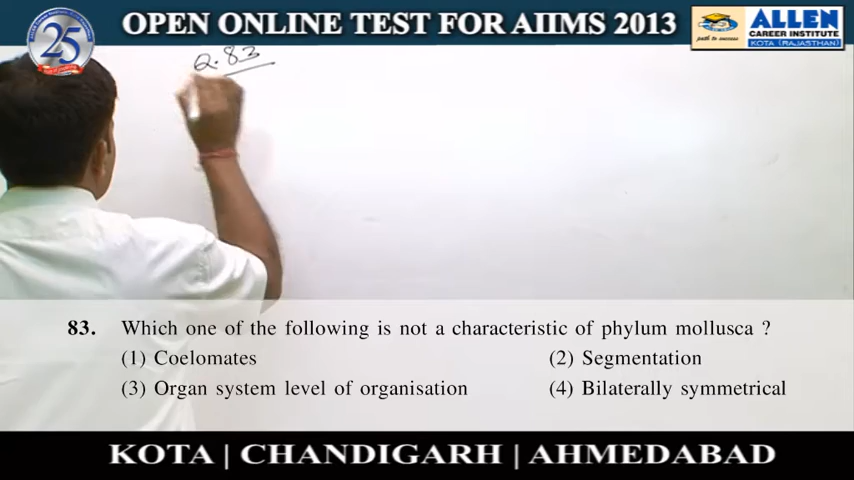 OPEN ONLINE TEST FOR AIIMS 2013
25
path to success
ALLEN
CAREER INSTITUTE
KOTA (RAJASTHAN)
Q.83
83. Which one of the following is not a characteristic of phylum mollusca ?
(1) Coelomates (2) Segmentation
(3) Organ system level of organisation (4) Bilaterally symmetrical
KOTA | CHANDIGARH | AHMEDABAD